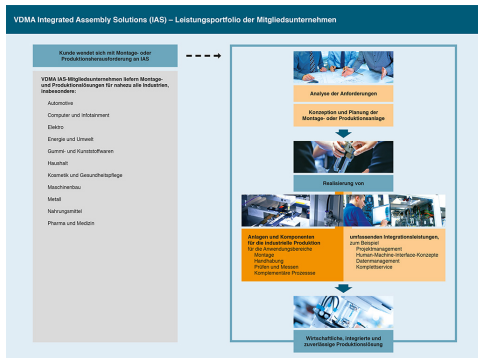 VDMA Integrated Assembly Solutions (IAS) – Leistungsportfolio der Mitgliedsunternehmen
Kunde wendet sich mit Montage- oder
Produktionsherausforderung an IAS
VDMA IAS-Mitgliedsunternehmen liefern Montage-
und Produktionslösungen für nahezu alle Industrien,
insbesondere:
Automotive
Computer und Infotainment
Elektro
Energie und Umwelt
Gummi- und Kunststoffwaren
Haushalt
Kosmetik und Gesundheitspflege
Maschinenbau
Metall
Nahrungsmittel
Pharma und Medizin
Analyse der Anforderungen
Konzeption und Planung der
Montage- oder Produktionsanlage
Realisierung von
Anlagen und Komponenten
für die industrielle Produktion
für die Anwendungsbereiche
Montage
Handhabung
Prüfen und Messen
Komplementäre Prozesse
umfassenden Integrationsleistungen,
zum Beispiel
Projektmanagement
Human-Machine-Interface-Konzepte
Datenmanagement
Komplettservice
Wirtschaftliche, integrierte und
zuverlässige Produktionslösung